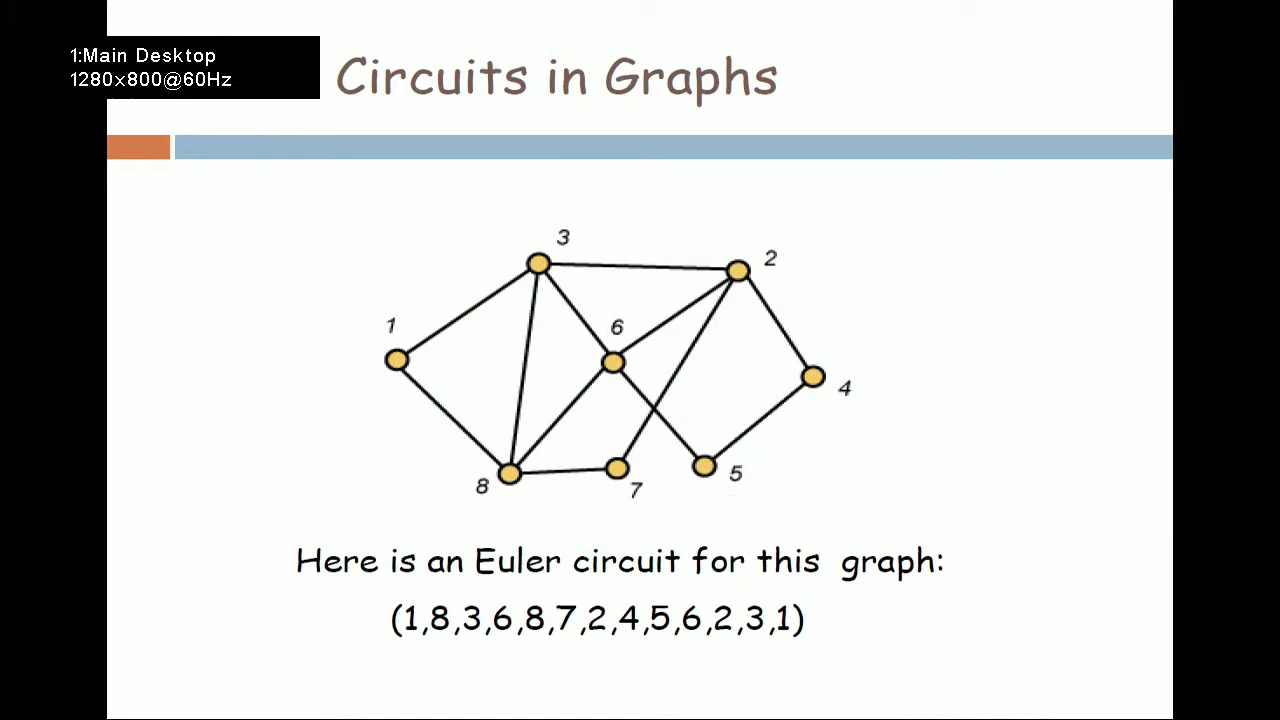 1:Main Desktop
1280x800@60Hz
Circuits in Graphs
3
2
1
6
4
8
7
5
Here is an Euler circuit for this graph:
(1,8,3,6,8,7,2,4,5,6,2,3,1)